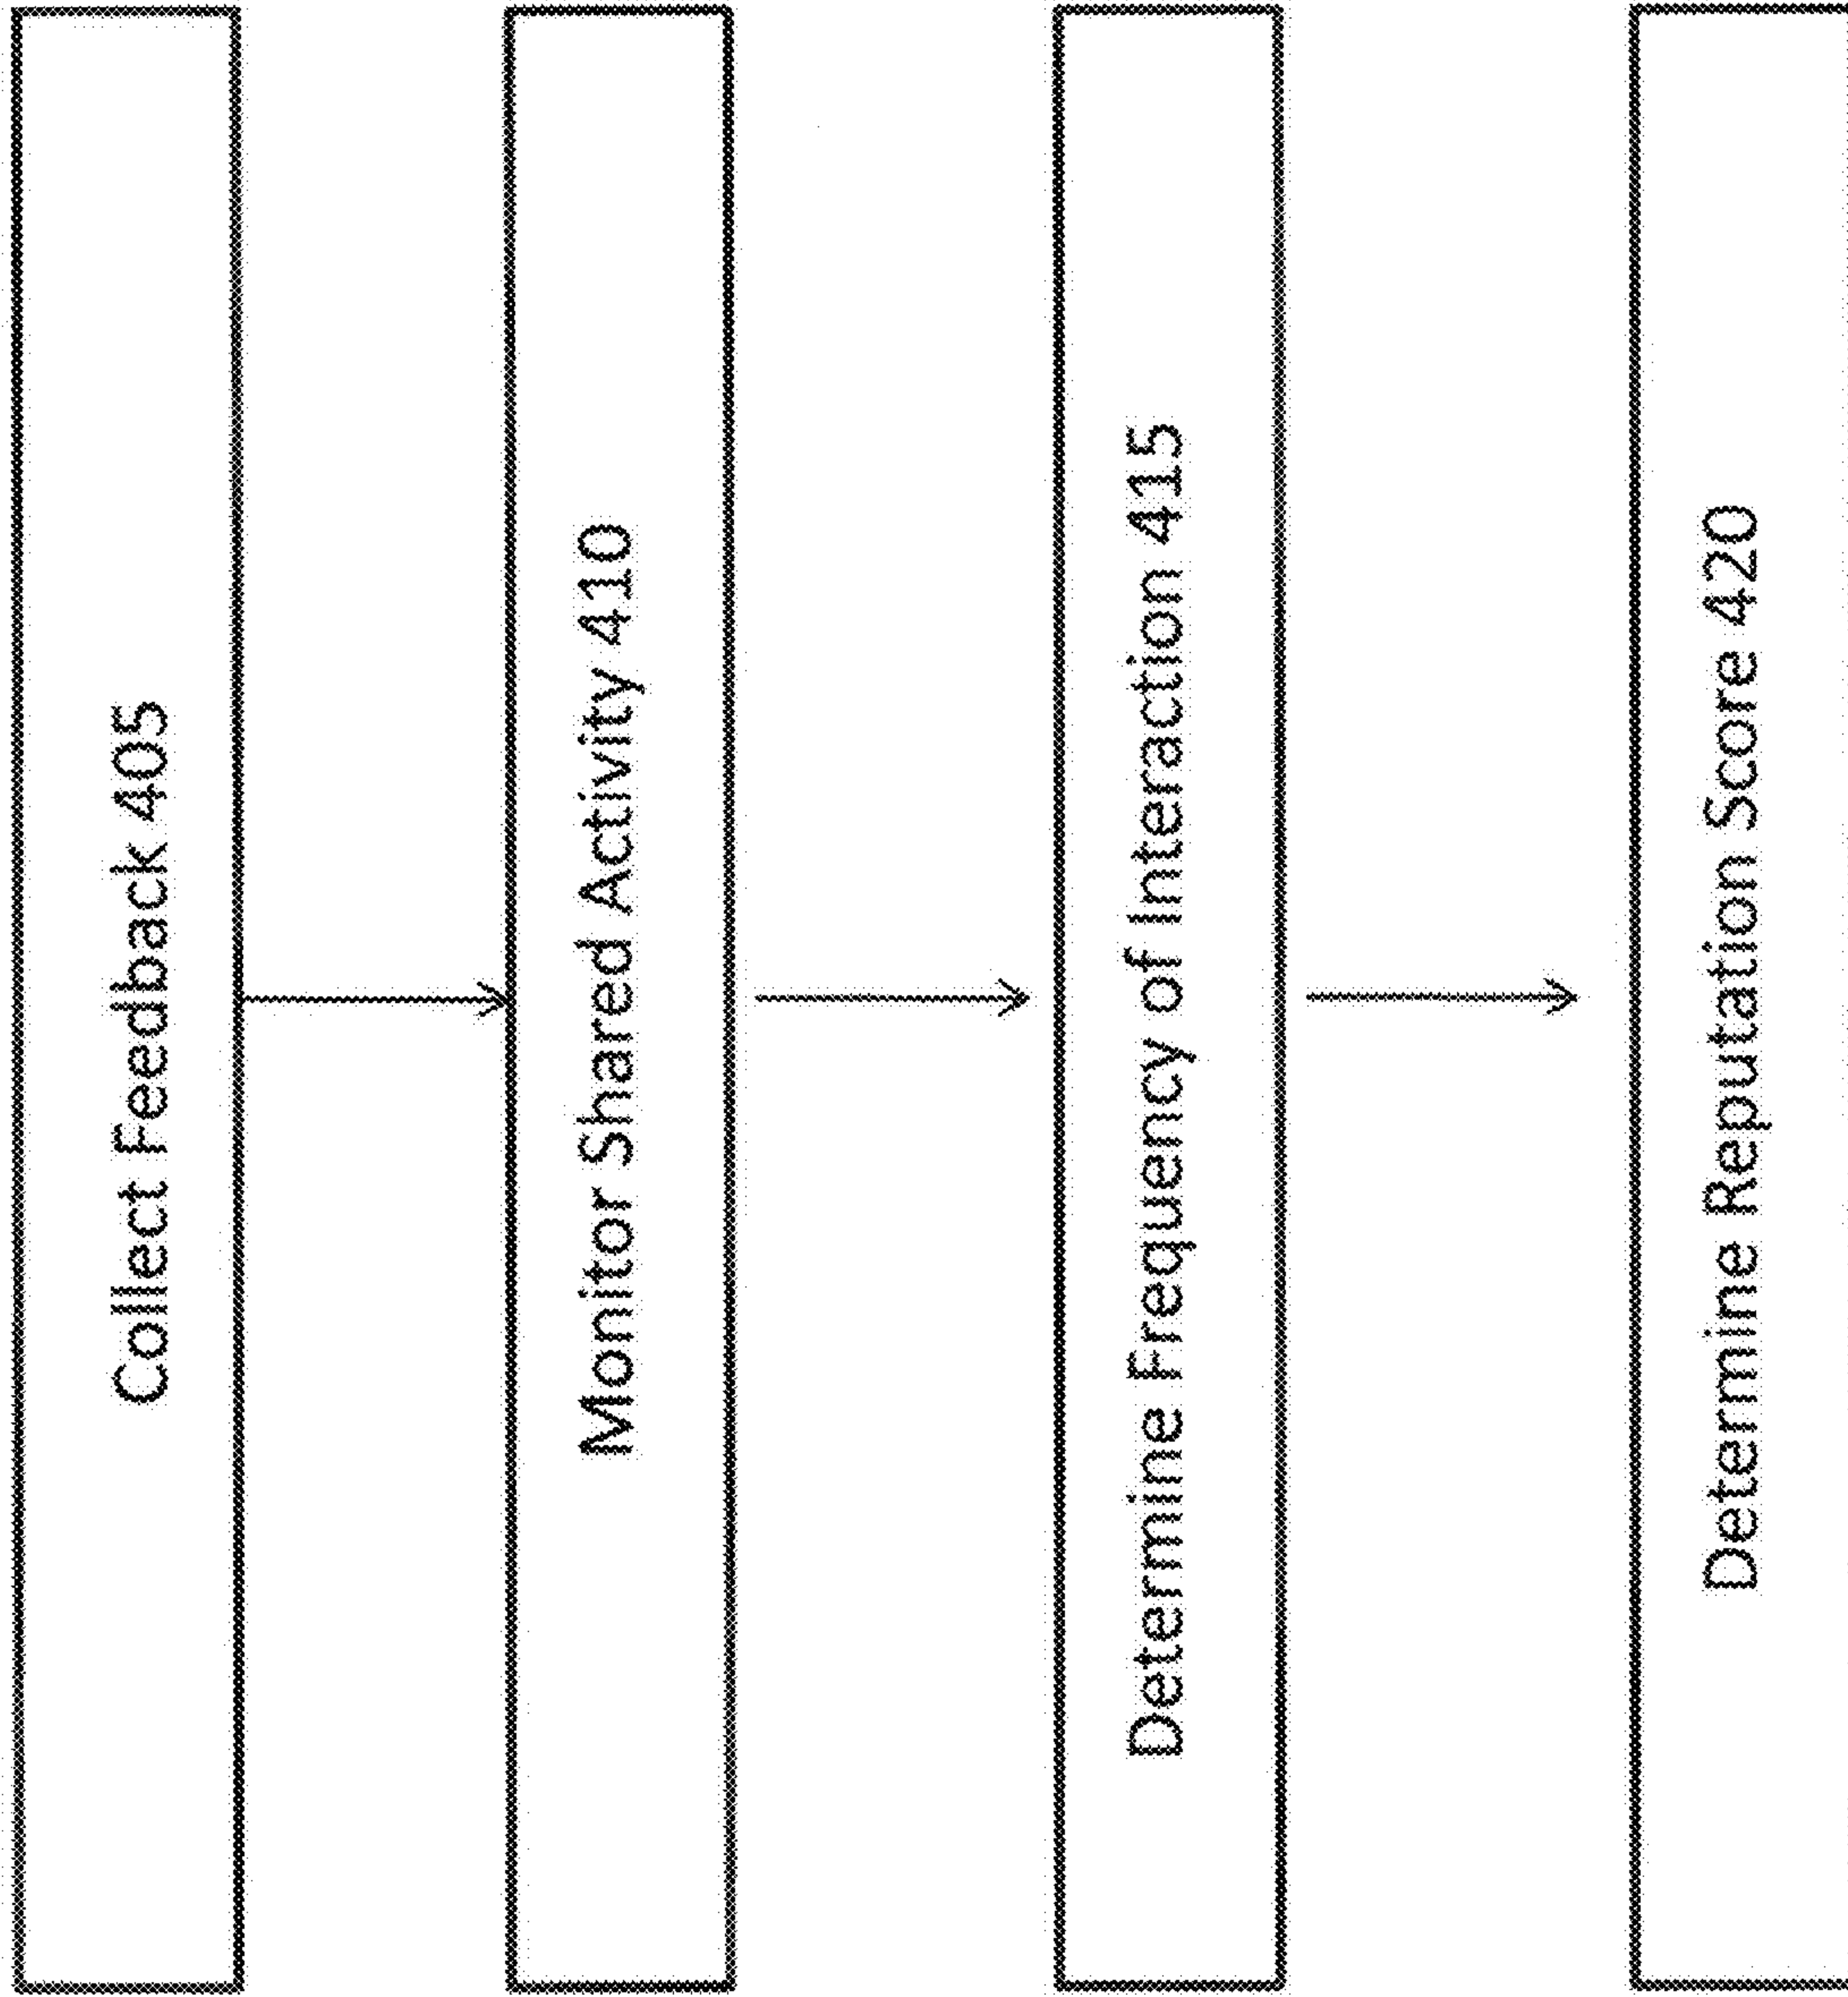 Collect Feedback 405
Monitor Shared Activity 410
Determine Frequency of Interaction 415
Determine Reputation Score 420